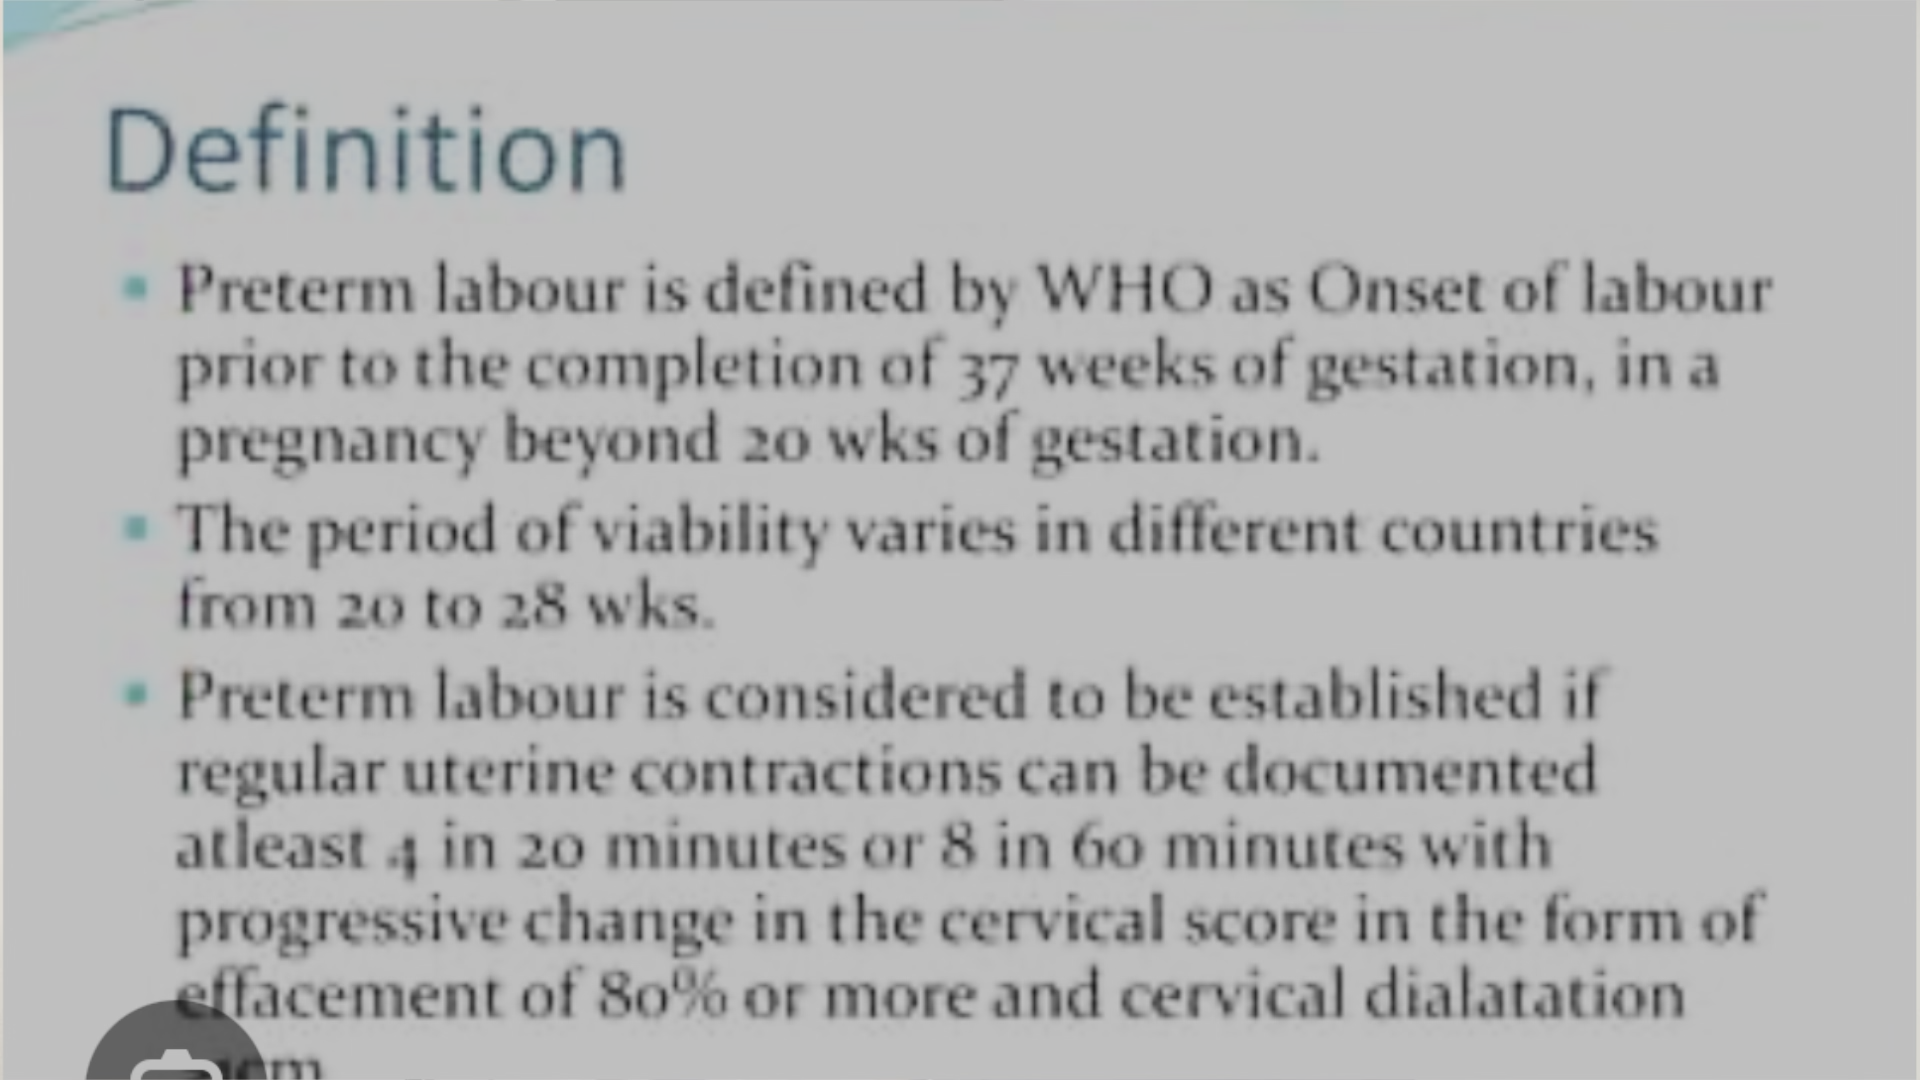 Definition
Preterm labour is defined by WHO as Onset of labour
prior to the completion of 37 weeks of gestation, in a
pregnancy beyond 20 wks of gestation.
The period of viability varies in different countries
from 20 to 28 wks.
Preterm labour is considered to be established if
regular uterine contractions can be documented
atleast 4 in 20 minutes or 8 in 60 minutes with
progressive change in the cervical score in the form of
effacement of 80% or more and cervical dialatation